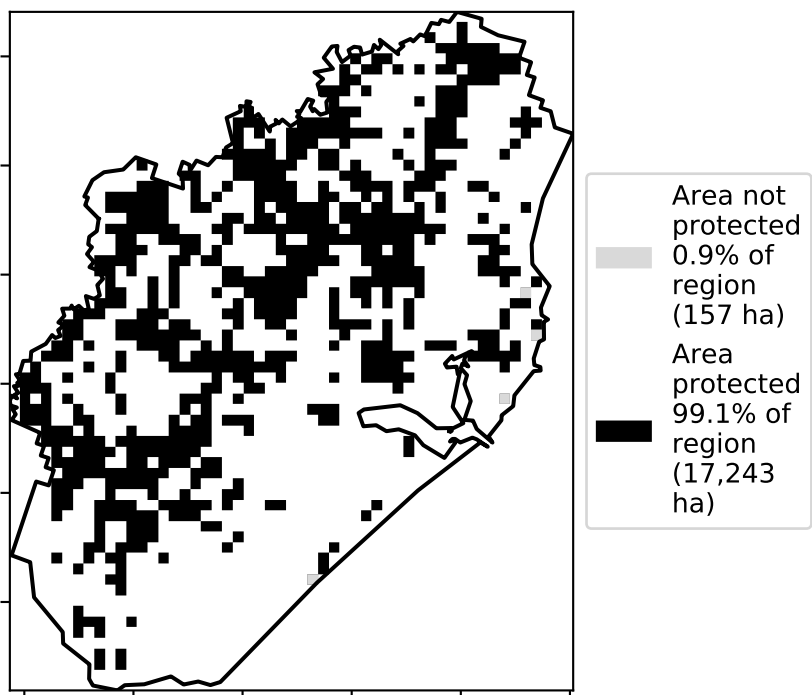 Area not
protected
0.9% of
region
(157 ha)
Area
protected
99.1% of
region
(17,243
ha)